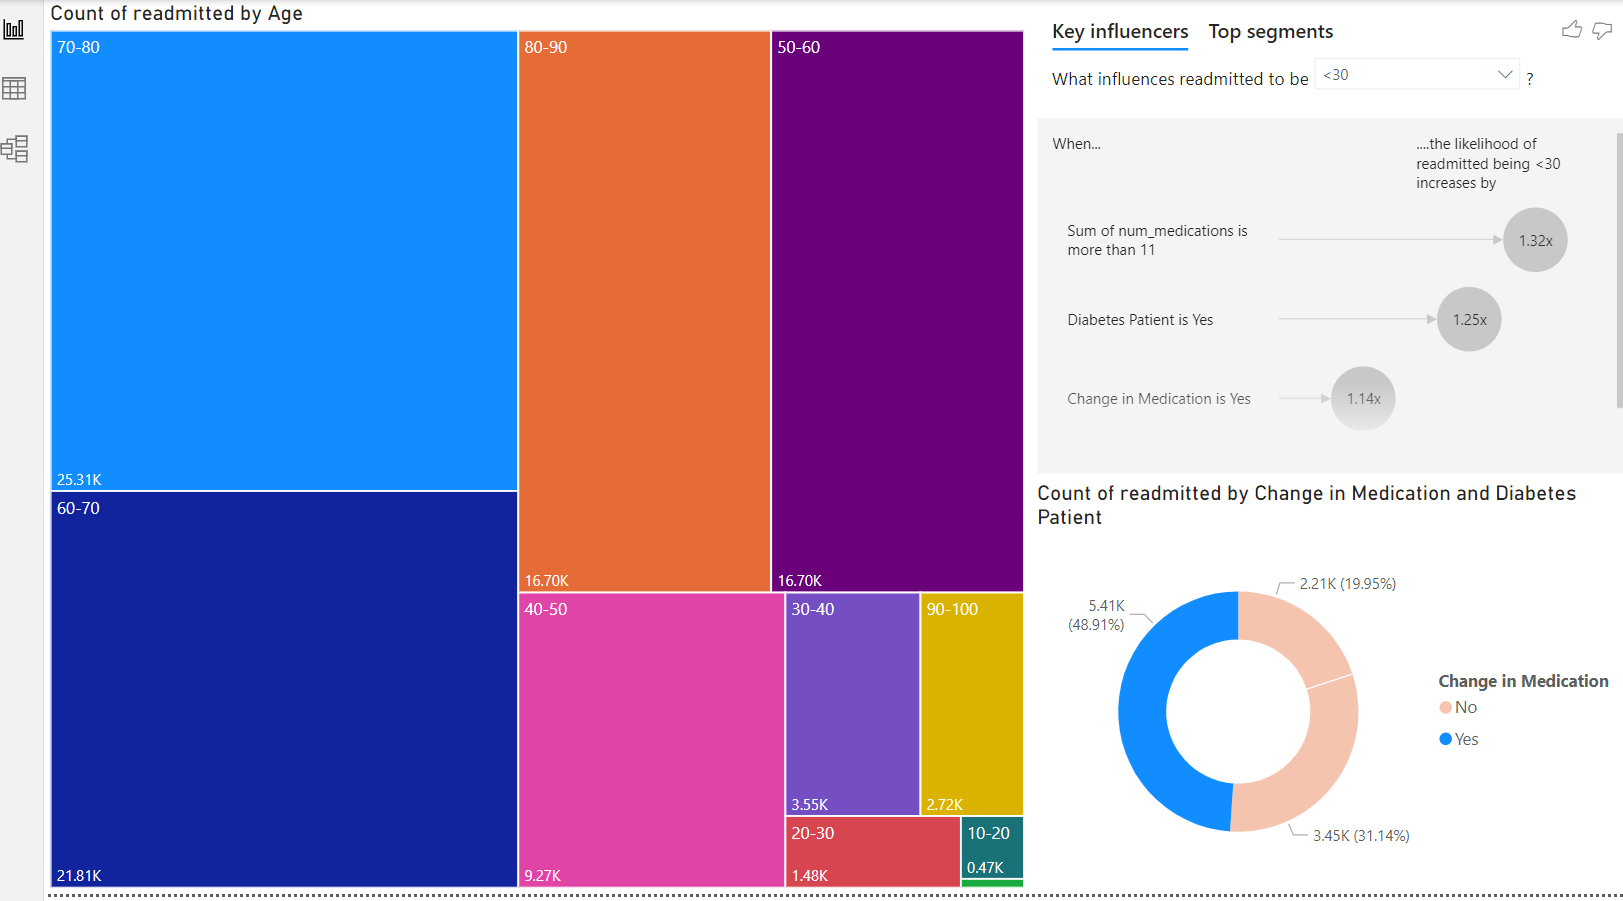 Count of readmitted by Age
70-80
25.31K
60-70
21.81K
80-90
16.70K
50-60
16.70K
40-50
9.27K
30-40
3.55K
90-100
2.72K
20-30
1.48K
10-20
0.47K
Key influencers
Top segments
What influences readmitted to be
<30
?
When...
....the likelihood of
readmitted being <30
increases by
Sum of num_medications is
more than 11
1.32x
Diabetes Patient is Yes
1.25x
Change in Medication is Yes
1.14x
Count of readmitted by Change in Medication and Diabetes
Patient
2.21K (19.95%)
5.41K
(48.91%)
3.45K (31.14%)
Change in Medication
No
Yes